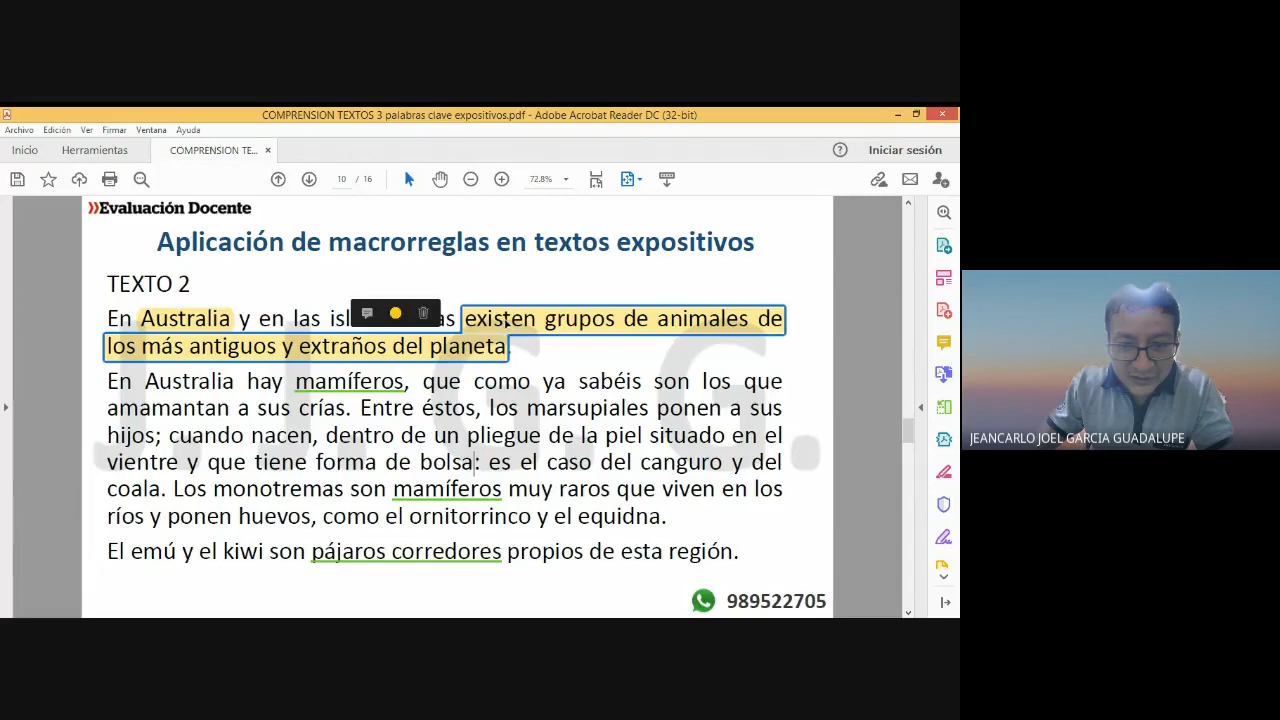 COMPRENSION TEXTOS 3 palabras clave expositivos.pdf - Adobe Acrobat Reader DC (32-bit)
Archivo Edición Ver Firmar Ventana Ayuda
Inicio Herramientas COMPRENSION TE... × Iniciar sesión
10 / 16 72.8%
Evaluación Docente
Aplicación de macrorreglas en textos expositivos
TEXTO 2
En Australia y en las existen grupos de animales de
los más antiguos y extraños del planeta.
En Australia hay mamíferos, que como ya sabéis son los que
amamantan a sus crías. Entre éstos, los marsupiales ponen a sus
hijos; cuando nacen, dentro de un pliegue de la piel situado en el
vientre y que tiene forma de bolsa: es el caso del canguro y del
coala. Los monotremas son mamíferos muy raros que viven en los
ríos y ponen huevos, como el ornitorrinco y el equidna.
El emú y el kiwi son pájaros corredores propios de esta región.
J. J. G. G.
989522705
JEANCARLO JOEL GARCIA GUADALUPE